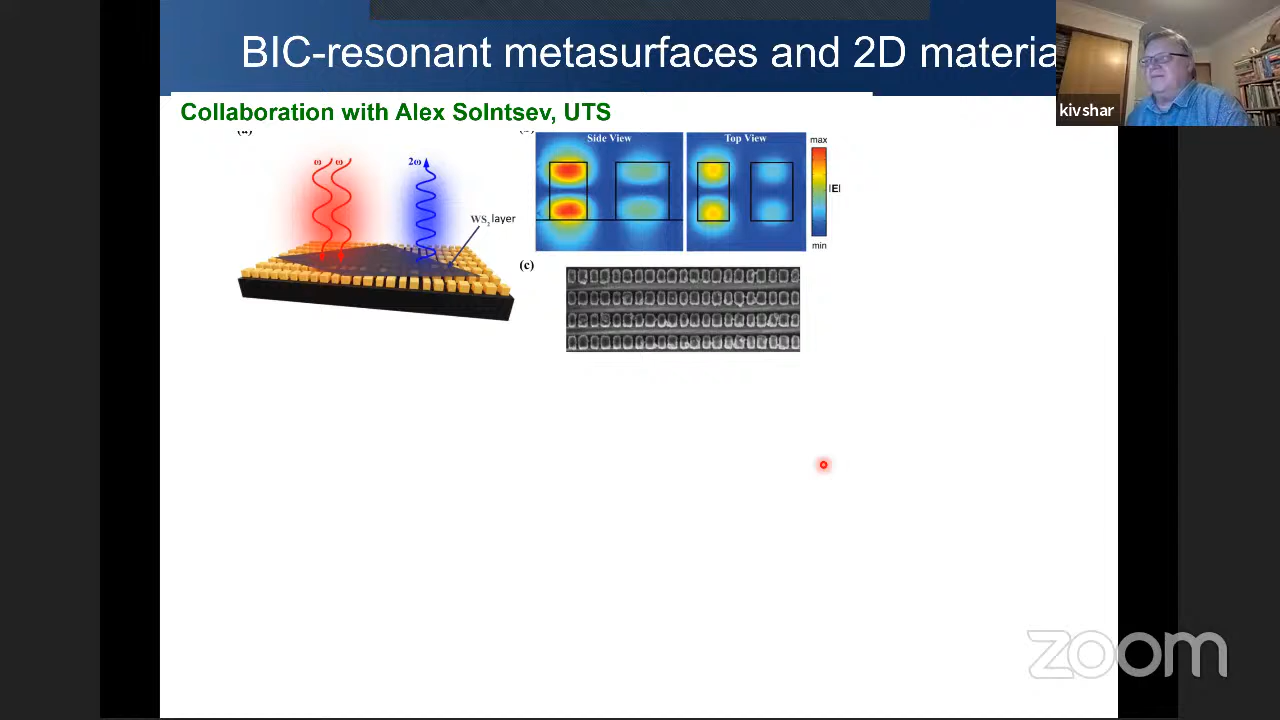 BIC-resonant metasurfaces and 2D materia
kivshar
Collaboration with Alex Solntsev, UTS
ω ω
2ω
WS2 layer
Side View
Top View
max
|E|
min
(c)
zoom